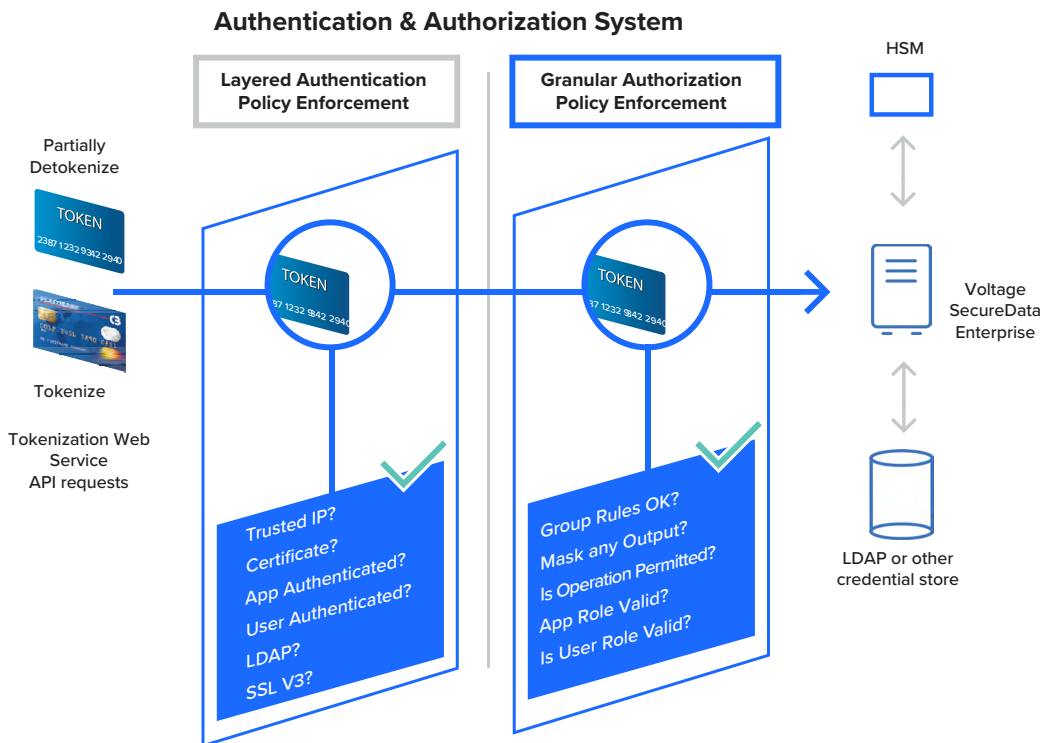 Authentication & Authorization System
Layered Authentication
Policy Enforcement
Granular Authorization
Policy Enforcement
HSM
Partially
Detokenize
TOKEN
2387 1232 9342 2940
Tokenize
Tokenization Web
Service
API requests
TOKEN
37 1232 9842 2940
Trusted IP?
Certificate?
App Authenticated?
User Authenticated?
LDAP?
SSL V3?
TOKEN
37 1232 9842 2940
Group Rules OK?
Mask any Output?
Is Operation Permitted?
App Role Valid?
Is User Role Valid?
Voltage
SecureData
Enterprise
LDAP or other
credential store